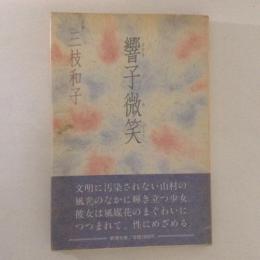 響子微笑
三枝和子
文明に汚染されない山村の
風光のなかに輝き立つ少女。
彼女は風媒花のまぐわいに
つつまれて、性にめざめる。